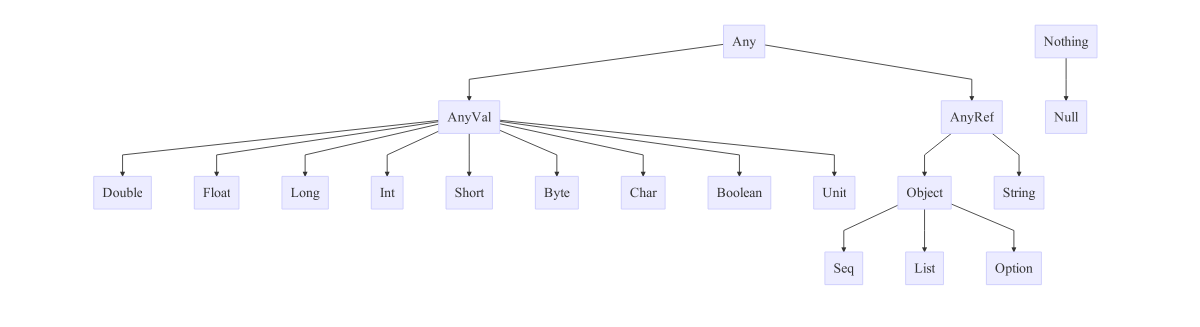 Any
Nothing
AnyVal
AnyRef
Null
Double
Float
Long
Int
Short
Byte
Char
Boolean
Unit
Object
String
Seq
List
Option